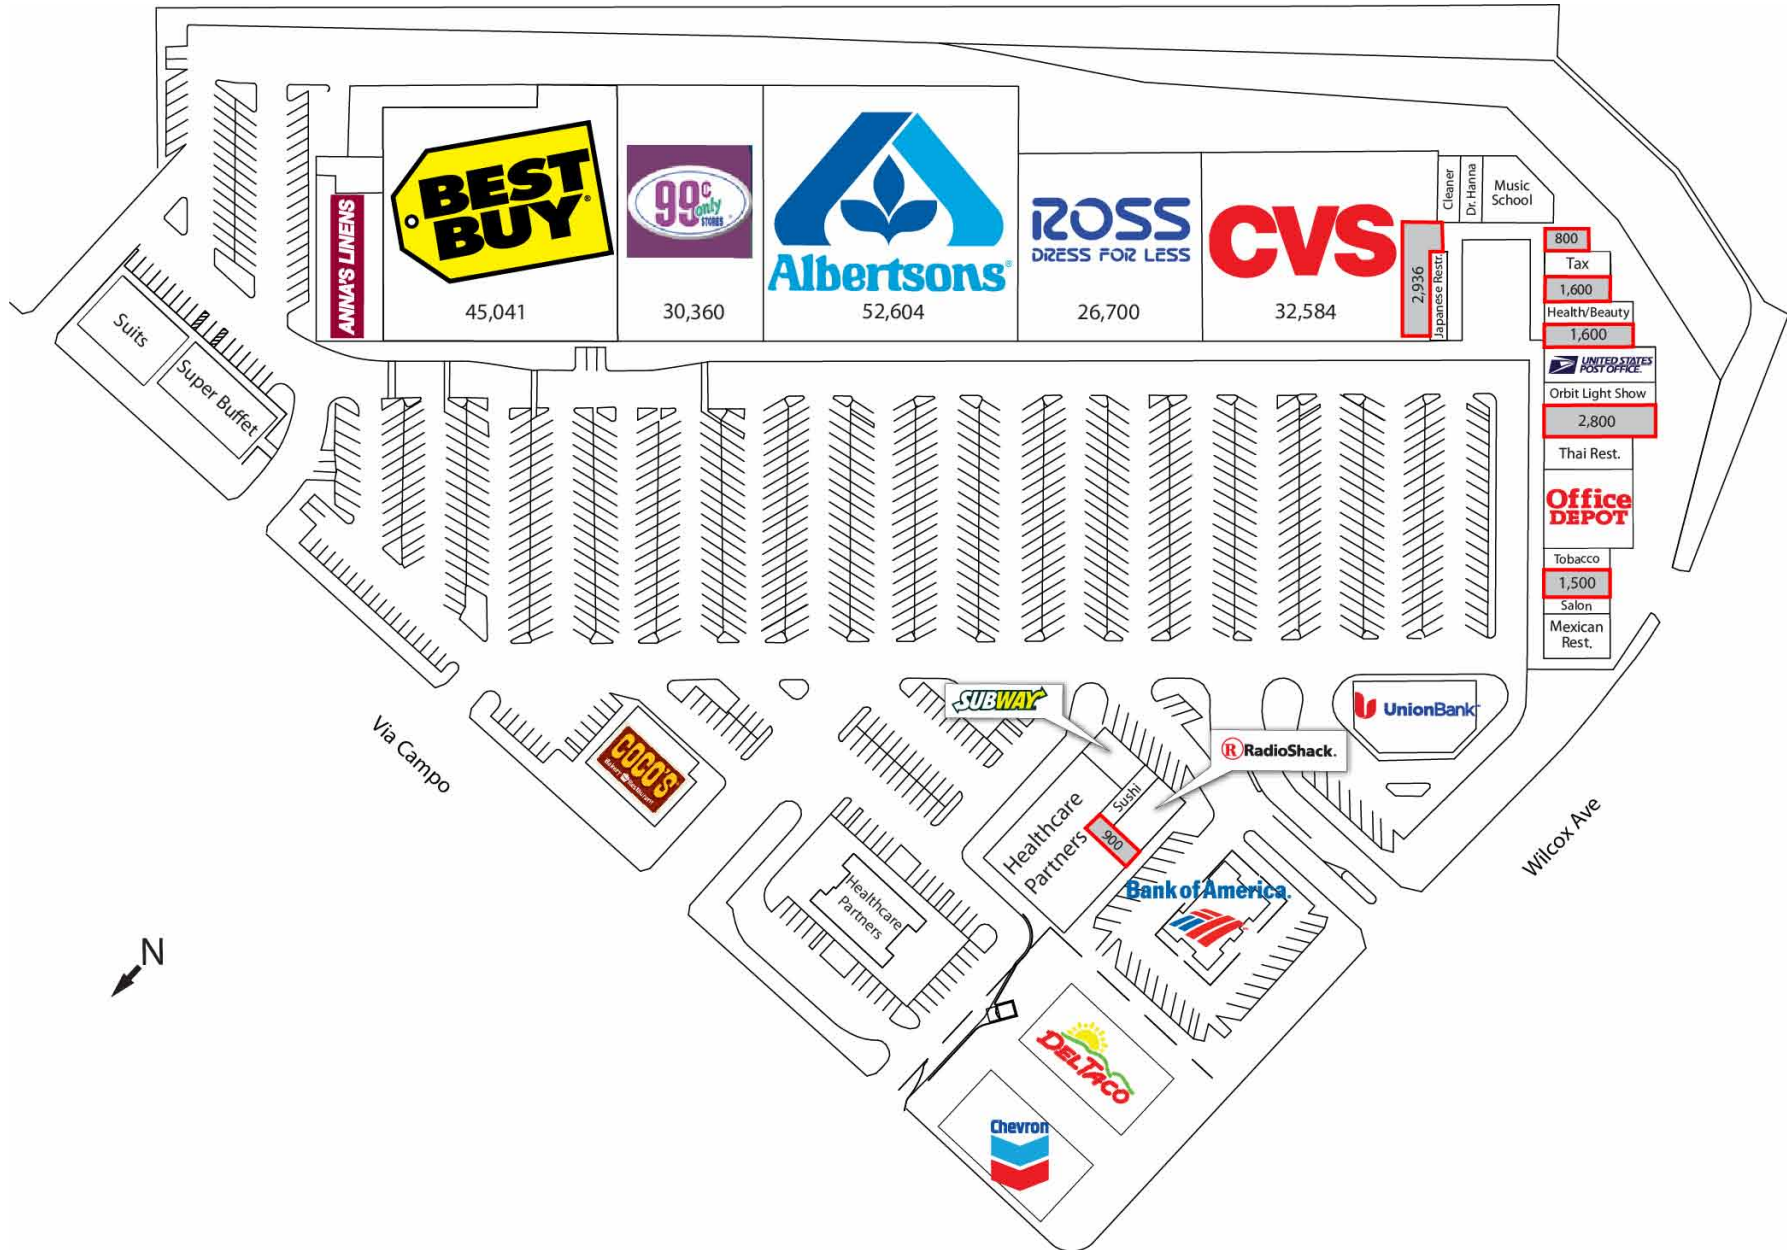 BEST
BUY
45,041
99¢
only
STORES
30,360
Albertsons
52,604
ROSS
DRESS FOR LESS
26,700
CVS
32,584
ANNA'S LINENS
2,936
Japanese Restr.
Cleaner
Dr. Hanna
Music
School
800
Tax
1,600
Health/Beauty
1,600
UNITED STATES
POST OFFICE.
Orbit Light Show
2,800
Thai Rest.
Office
DEPOT
Tobacco
1,500
Salon
Mexican
Rest.
Suits
Super Buffet
Via Campo
COCO'S
Bakery Restaurant
SUBWAY
R RadioShack.
UnionBank
Sushi
900
Healthcare
Partners
Healthcare
Partners
Bank of America.
Wilcox Ave
N
DEL TACO
Chevron